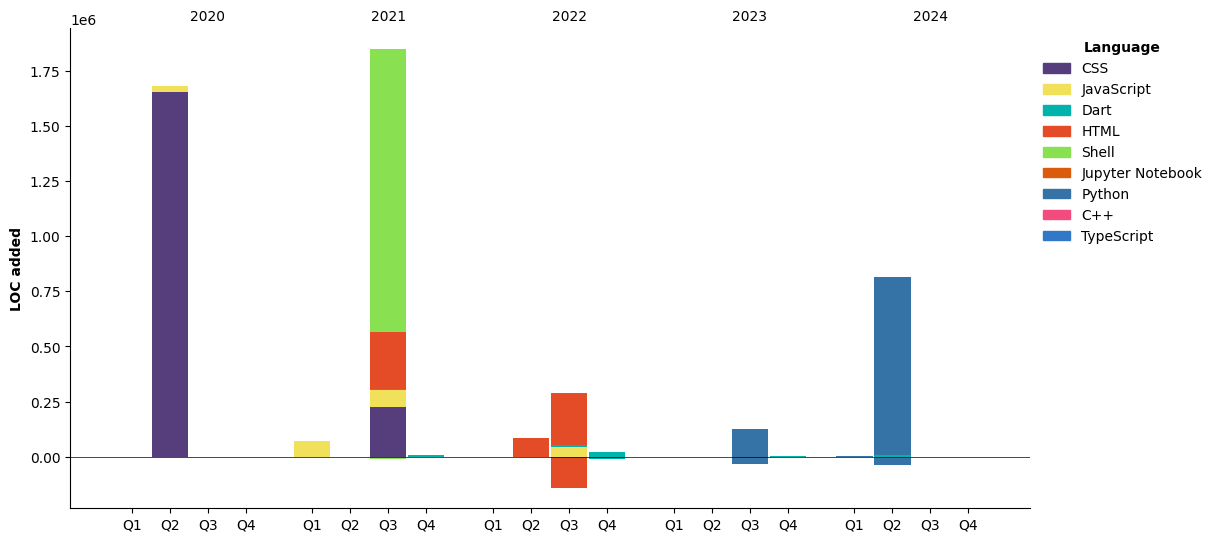 1e6
2020 2021 2022 2023 2024
LOC added
1.75
1.50
1.25
1.00
0.75
0.50
0.25
0.00
Q1 Q2 Q3 Q4 Q1 Q2 Q3 Q4 Q1 Q2 Q3 Q4 Q1 Q2 Q3 Q4 Q1 Q2 Q3 Q4
Language
CSS
JavaScript
Dart
HTML
Shell
Jupyter Notebook
Python
C++
TypeScript